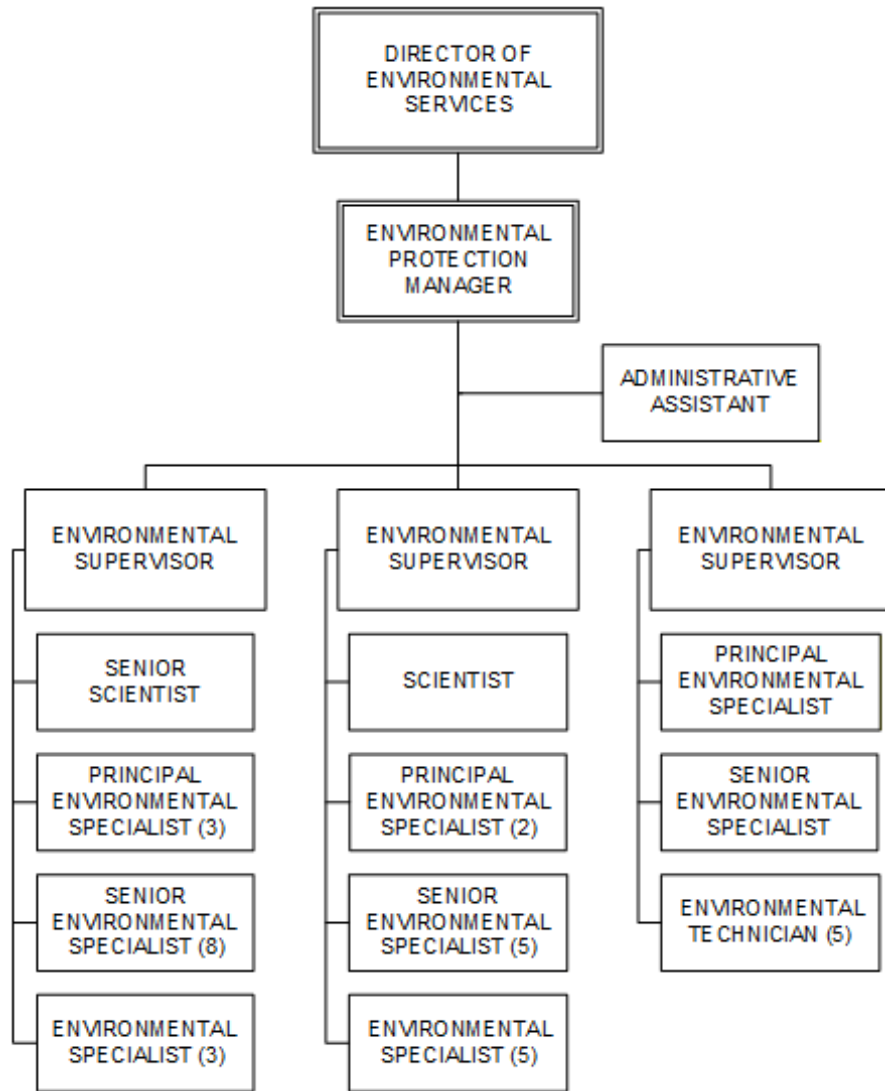 DIRECTOR OF
ENVIRONMENTAL
SERVICES
ENVIRONMENTAL
PROTECTION
MANAGER
ADMINISTRATIVE
ASSISTANT
ENVIRONMENTAL
SUPERVISOR
SENIOR
SCIENTIST
PRINCIPAL
ENVIRONMENTAL
SPECIALIST (3)
SENIOR
ENVIRONMENTAL
SPECIALIST (8)
ENVIRONMENTAL
SPECIALIST (3)
ENVIRONMENTAL
SUPERVISOR
SCIENTIST
PRINCIPAL
ENVIRONMENTAL
SPECIALIST (2)
SENIOR
ENVIRONMENTAL
SPECIALIST (5)
ENVIRONMENTAL
SPECIALIST (5)
ENVIRONMENTAL
SUPERVISOR
PRINCIPAL
ENVIRONMENTAL
SPECIALIST
SENIOR
ENVIRONMENTAL
SPECIALIST
ENVIRONMENTAL
TECHNICIAN (5)